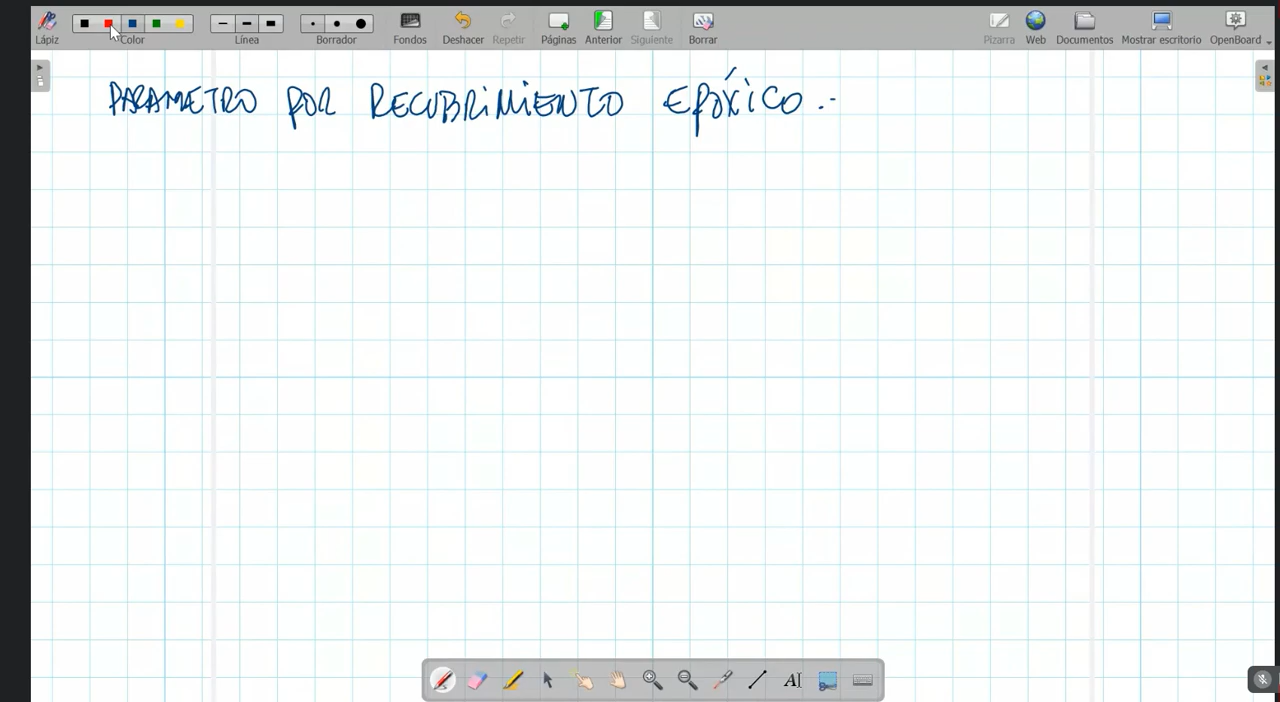 Lápiz Color Línea Borrador Fondos Deshacer Repetir Páginas Anterior Siguiente Borrar Pizarra Web Documentos Mostrar escritorio OpenBoard
PARAMETRO POR RECUBRIMIENTO EPÓXICO.-